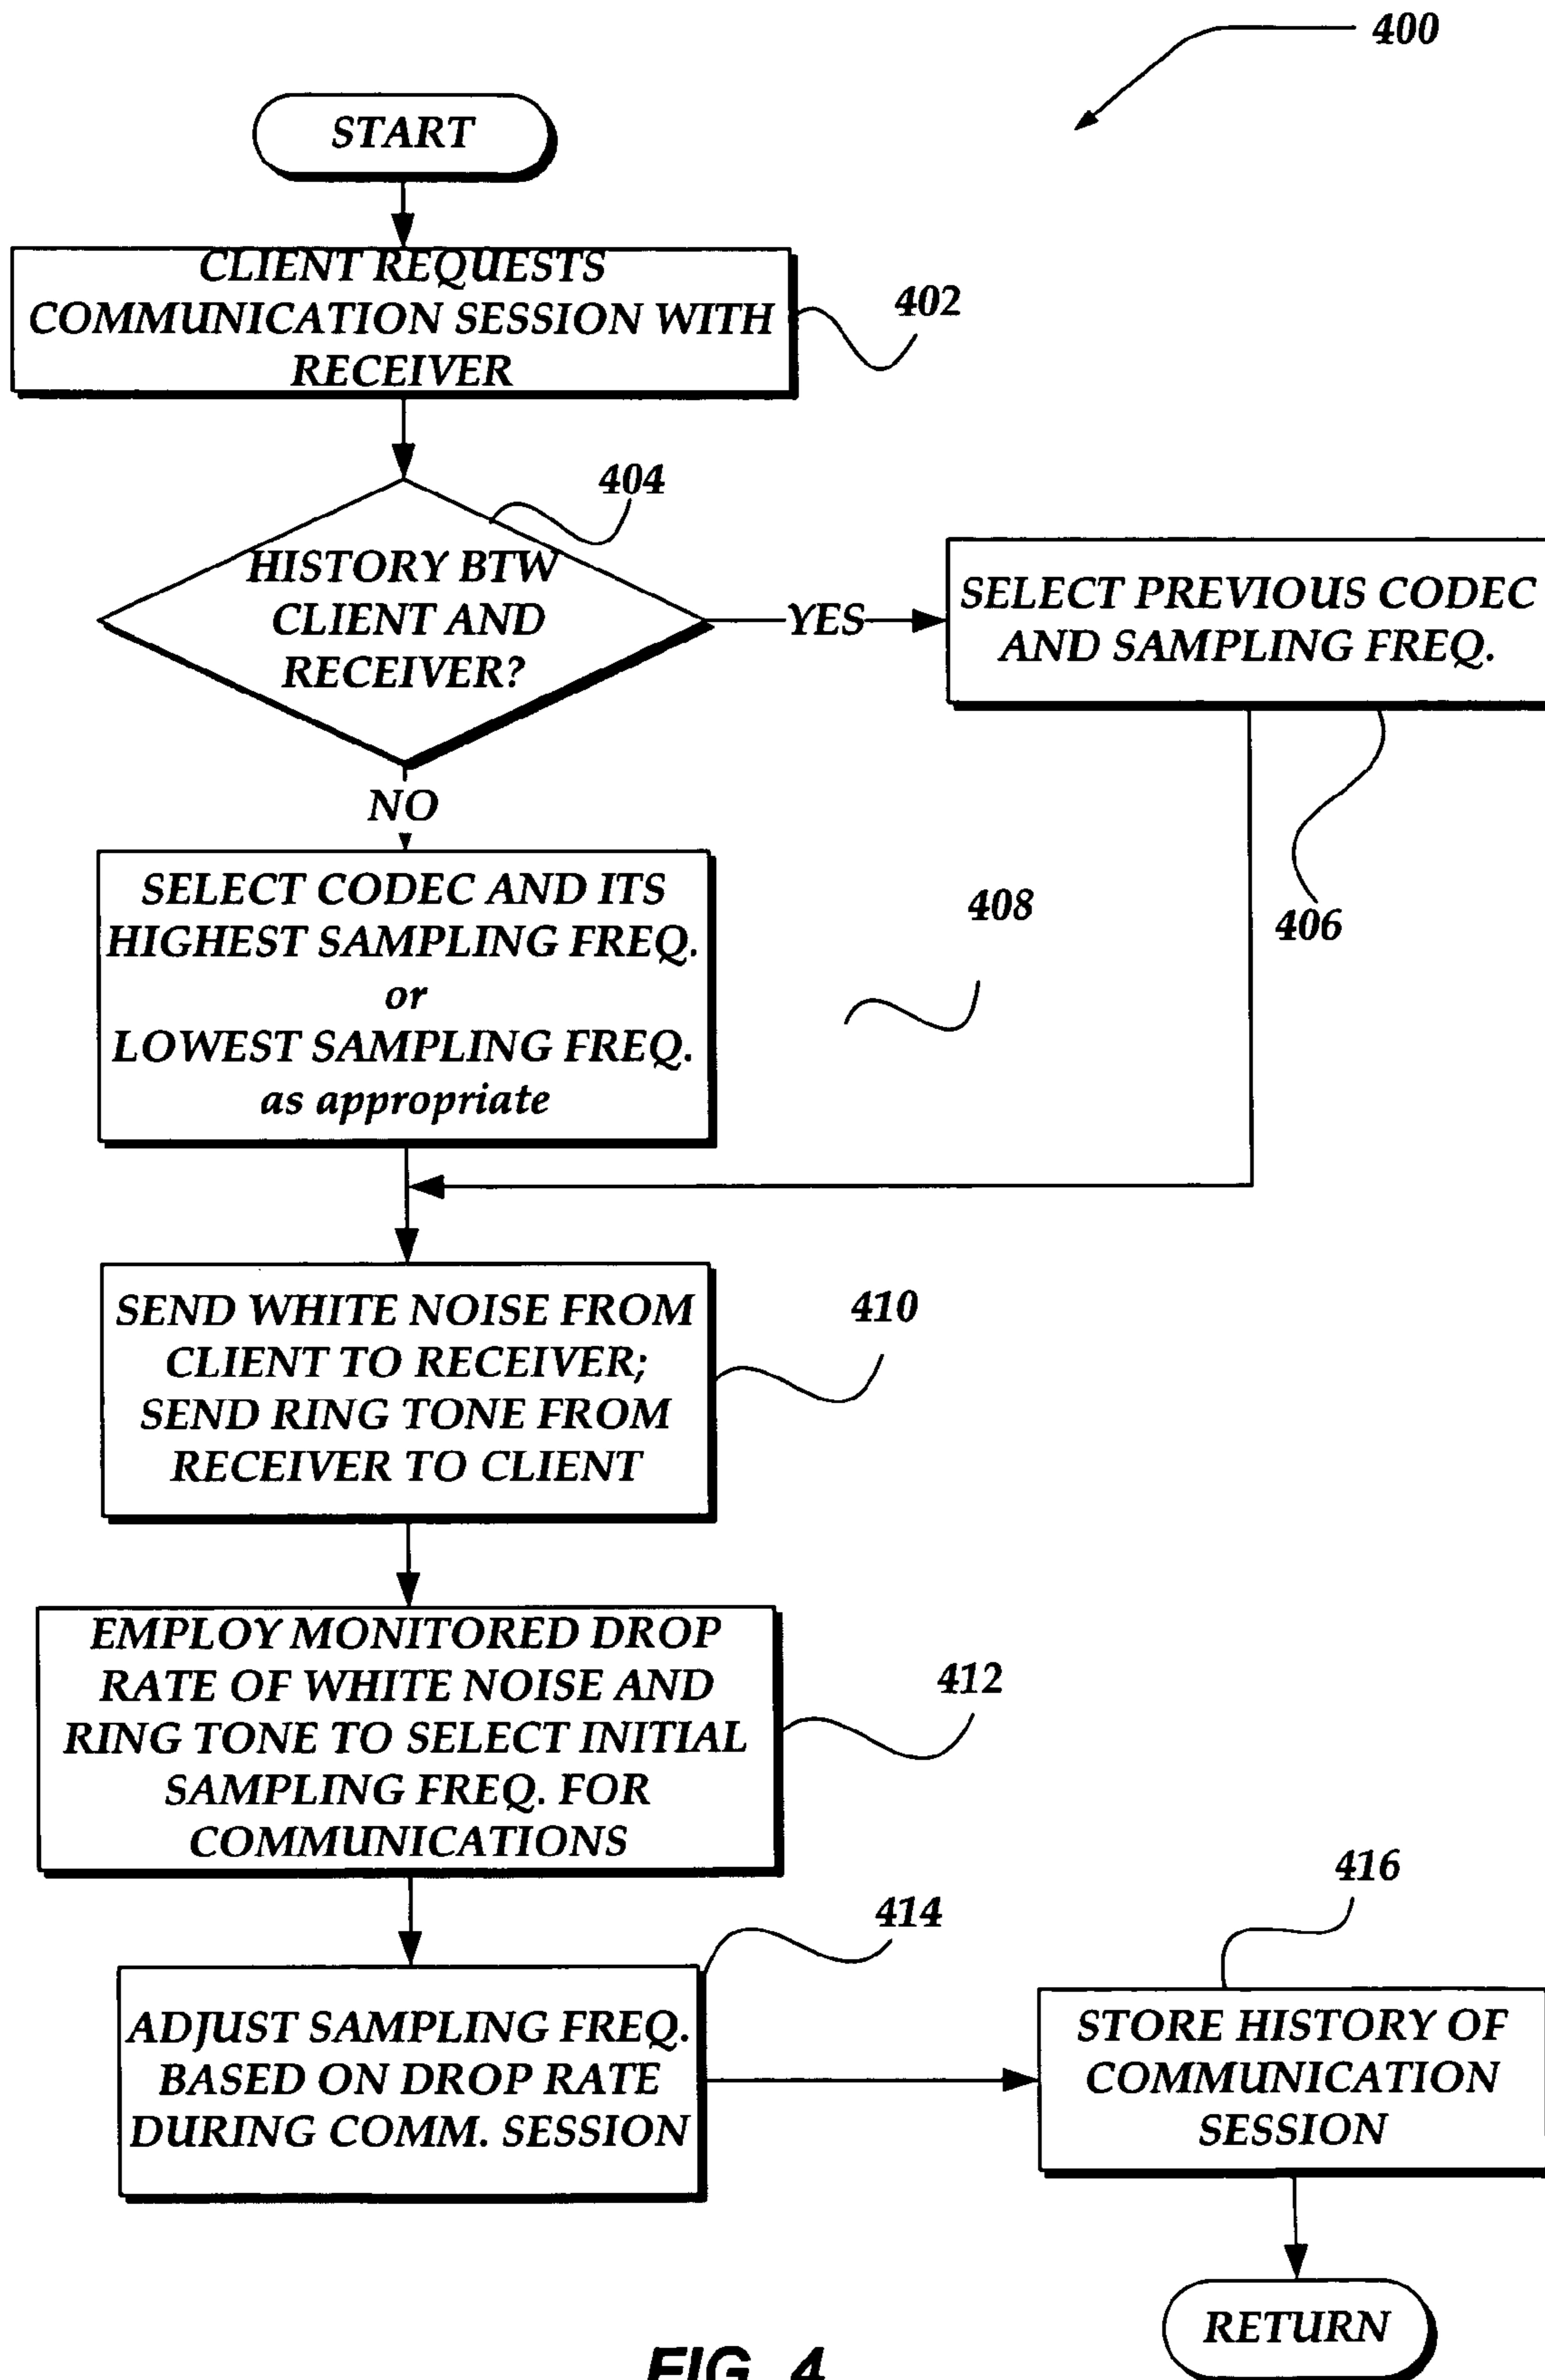 400
START
CLIENT REQUESTS
COMMUNICATION SESSION WITH
RECEIVER
402
404
HISTORY BTW
CLIENT AND
RECEIVER?
YES
SELECT PREVIOUS CODEC
AND SAMPLING FREQ.
406
NO
SELECT CODEC AND ITS
HIGHEST SAMPLING FREQ.
or
LOWEST SAMPLING FREQ.
as appropriate
408
SEND WHITE NOISE FROM
CLIENT TO RECEIVER;
SEND RING TONE FROM
RECEIVER TO CLIENT
410
EMPLOY MONITORED DROP
RATE OF WHITE NOISE AND
RING TONE TO SELECT INITIAL
SAMPLING FREQ. FOR
COMMUNICATIONS
412
414
ADJUST SAMPLING FREQ.
BASED ON DROP RATE
DURING COMM. SESSION
416
STORE HISTORY OF
COMMUNICATION
SESSION
RETURN
FIG. 4